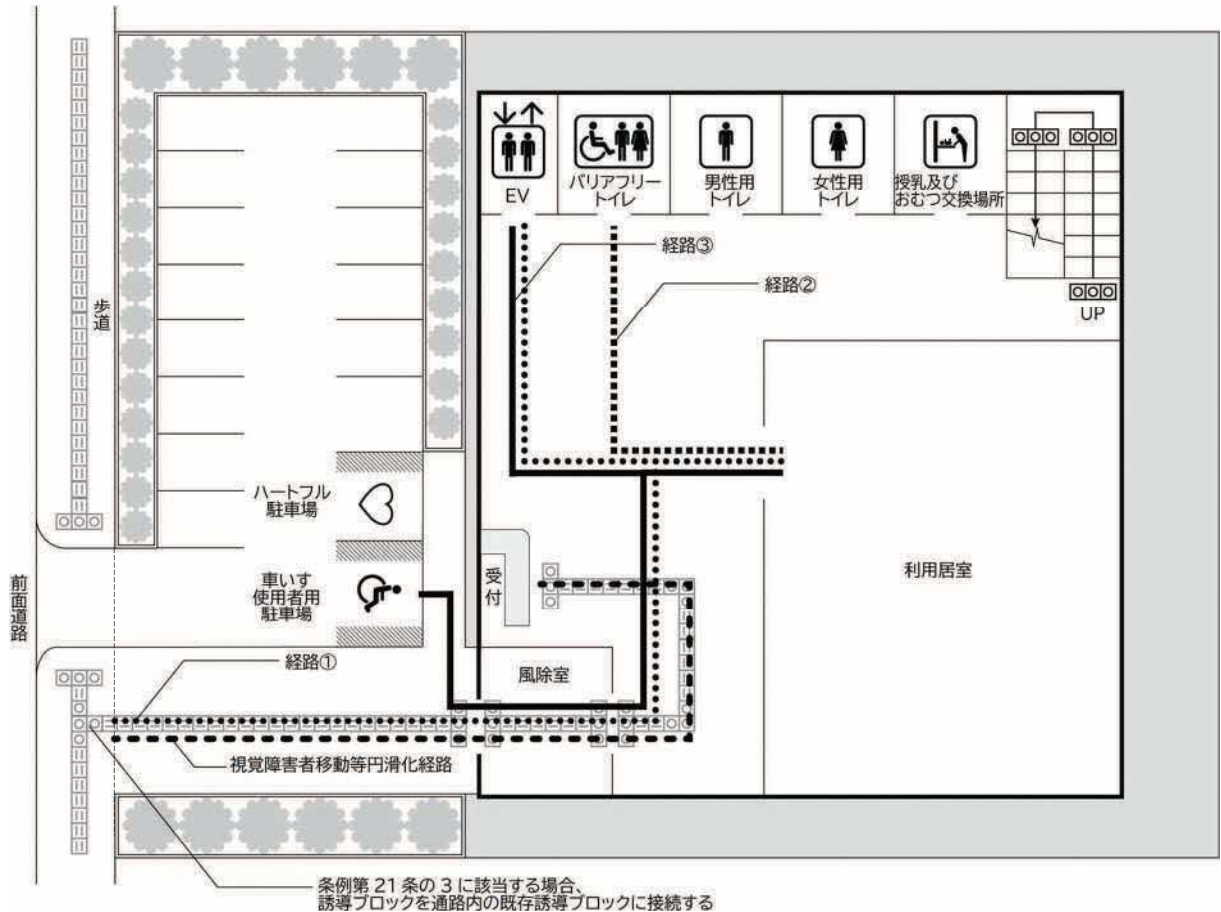 EV
バリアフリー
トイレ
男性用
トイレ
女性用
トイレ
授乳及び
おむつ交換場所
経路③
経路②
UP
歩道
ハートフル
駐車場
車いす
使用者用
駐車場
受付
利用居室
前面道路
経路①
風除室
視覚障害者移動等円滑化経路
条例第21条の3に該当する場合、
誘導ブロックを通路内の既存誘導ブロックに接続する